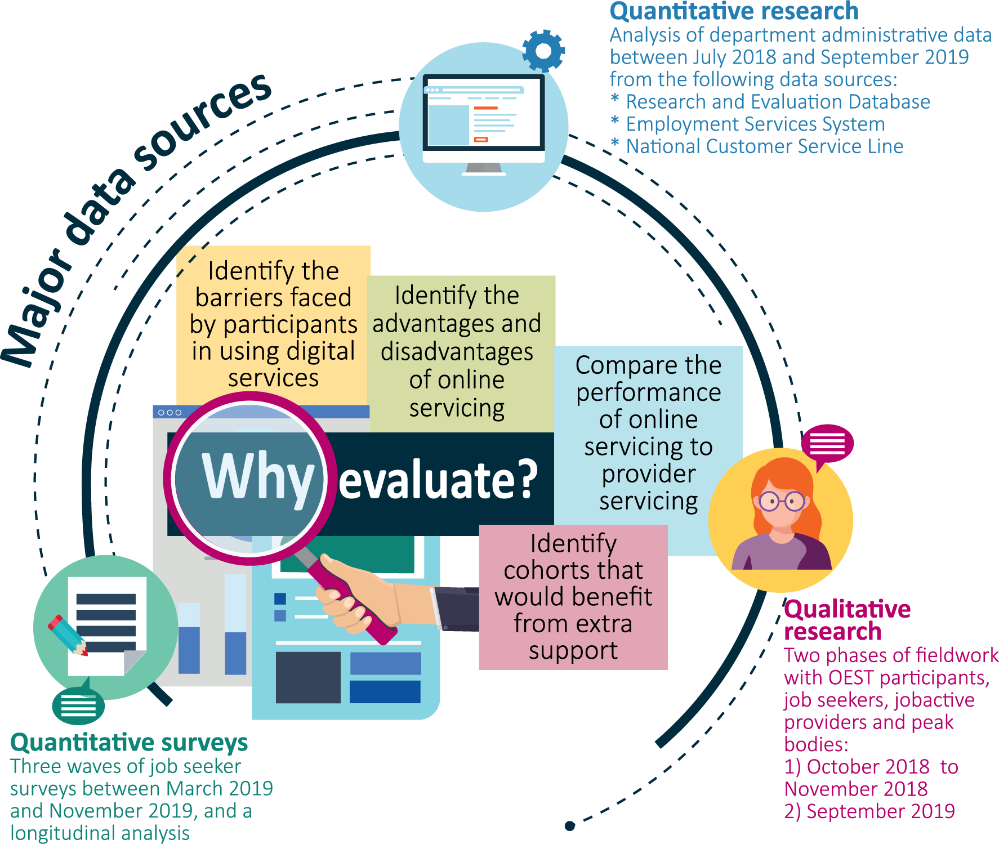 Major data sources
Quantitative research
Analysis of department administrative data
between July 2018 and September 2019
from the following data sources:
* Research and Evaluation Database
* Employment Services System
* National Customer Service Line
Identify the
barriers faced
by participants
in using digital
services
Identify the
advantages and
disadvantages
of online
servicing
Compare the
performance
of online
servicing to
provider
servicing
Why evaluate?
Identify
cohorts that
would benefit
from extra
support
Qualitative
research
Two phases of fieldwork
with OEST participants,
job seekers, jobactive
providers and peak
bodies:
1) October 2018 to
November 2018
2) September 2019
Quantitative surveys
Three waves of job seeker
surveys between March 2019
and November 2019, and a
longitudinal analysis